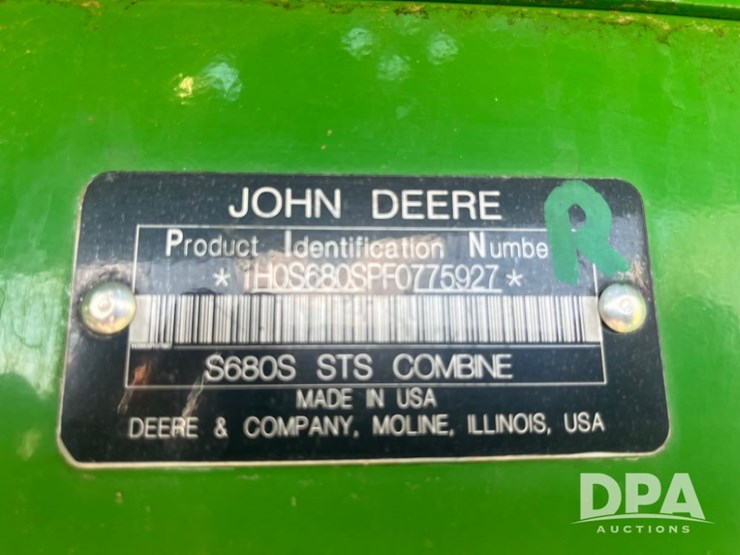 JOHN DEERE
R
Product Identification Numbe
* 1H0S680SPF0775927 *
S680S STS COMBINE
MADE IN USA
DEERE & COMPANY, MOLINE, ILLINOIS, USA
DPA
AUCTIONS